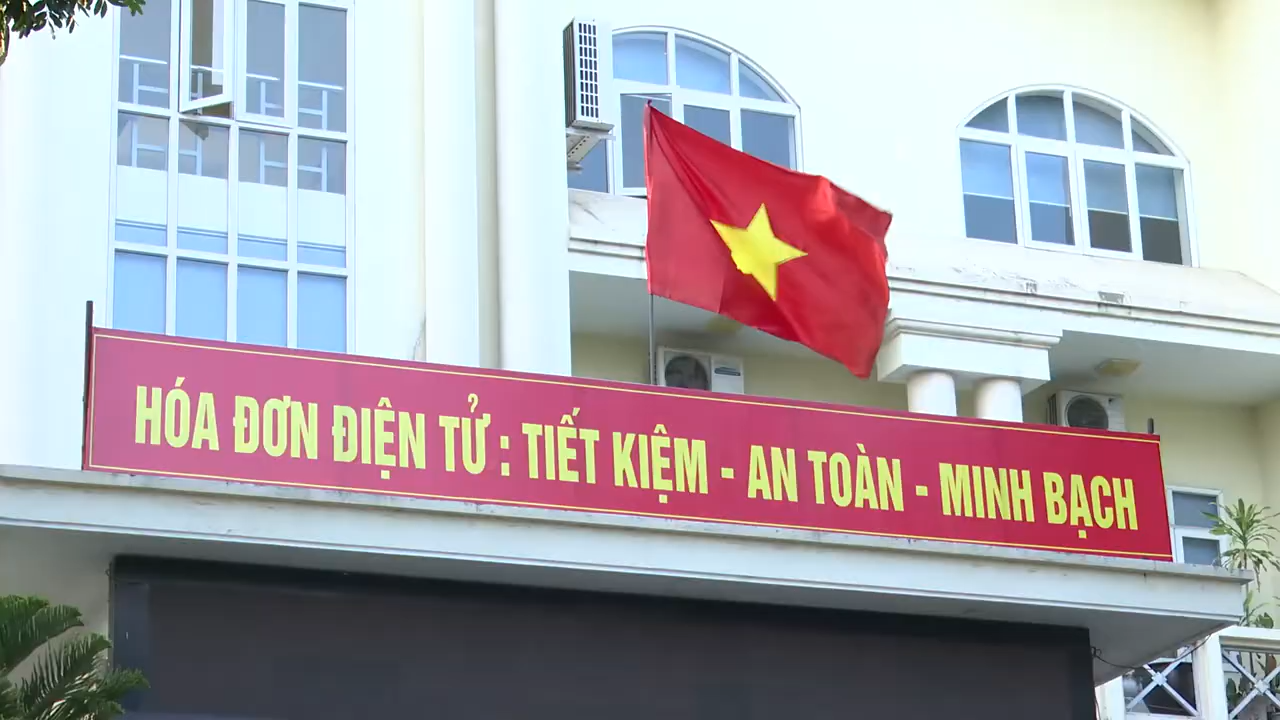 HÓA ĐƠN ĐIỆN TỬ : TIẾT KIỆM - AN TOÀN - MINH BẠCH